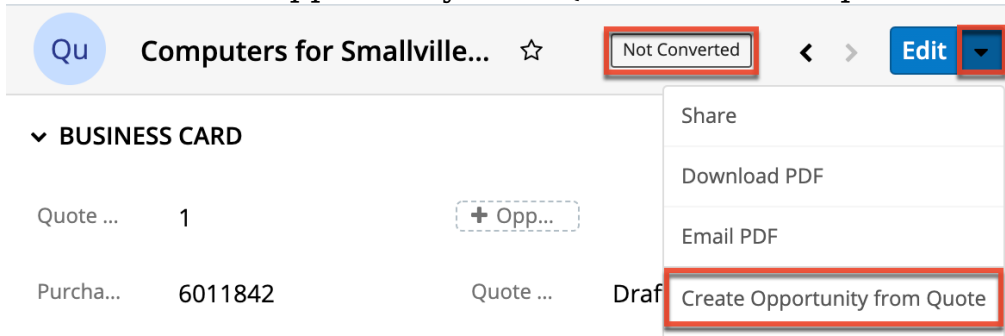 Qu Computers for Smallville... Not Converted Edit
Share
BUSINESS CARD
Download PDF
Quote ... 1 + Opp...
Email PDF
Purcha... 6011842 Quote ... Draf
Create Opportunity from Quote